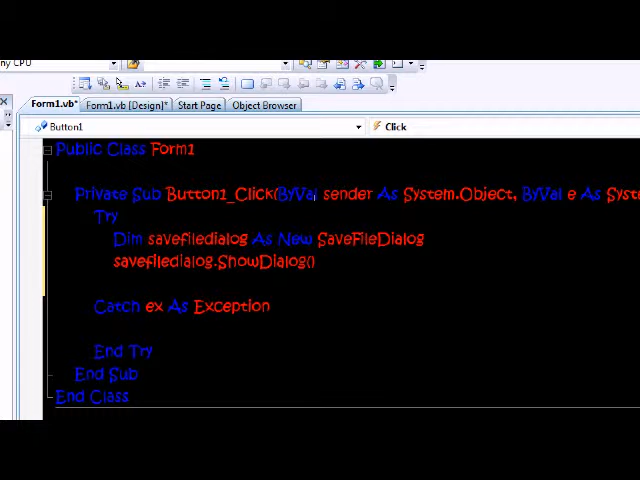 ny CPU
Form1.vb* Form1.vb [Design]* Start Page Object Browser
Button1 Click
Public Class Form1
Private Sub Button1_Click(ByVal sender As System.Object, ByVal e As Syste
Try
Dim savefiledialog As New SaveFileDialog
savefiledialog.ShowDialog()
Catch ex As Exception
End Try
End Sub
End Class